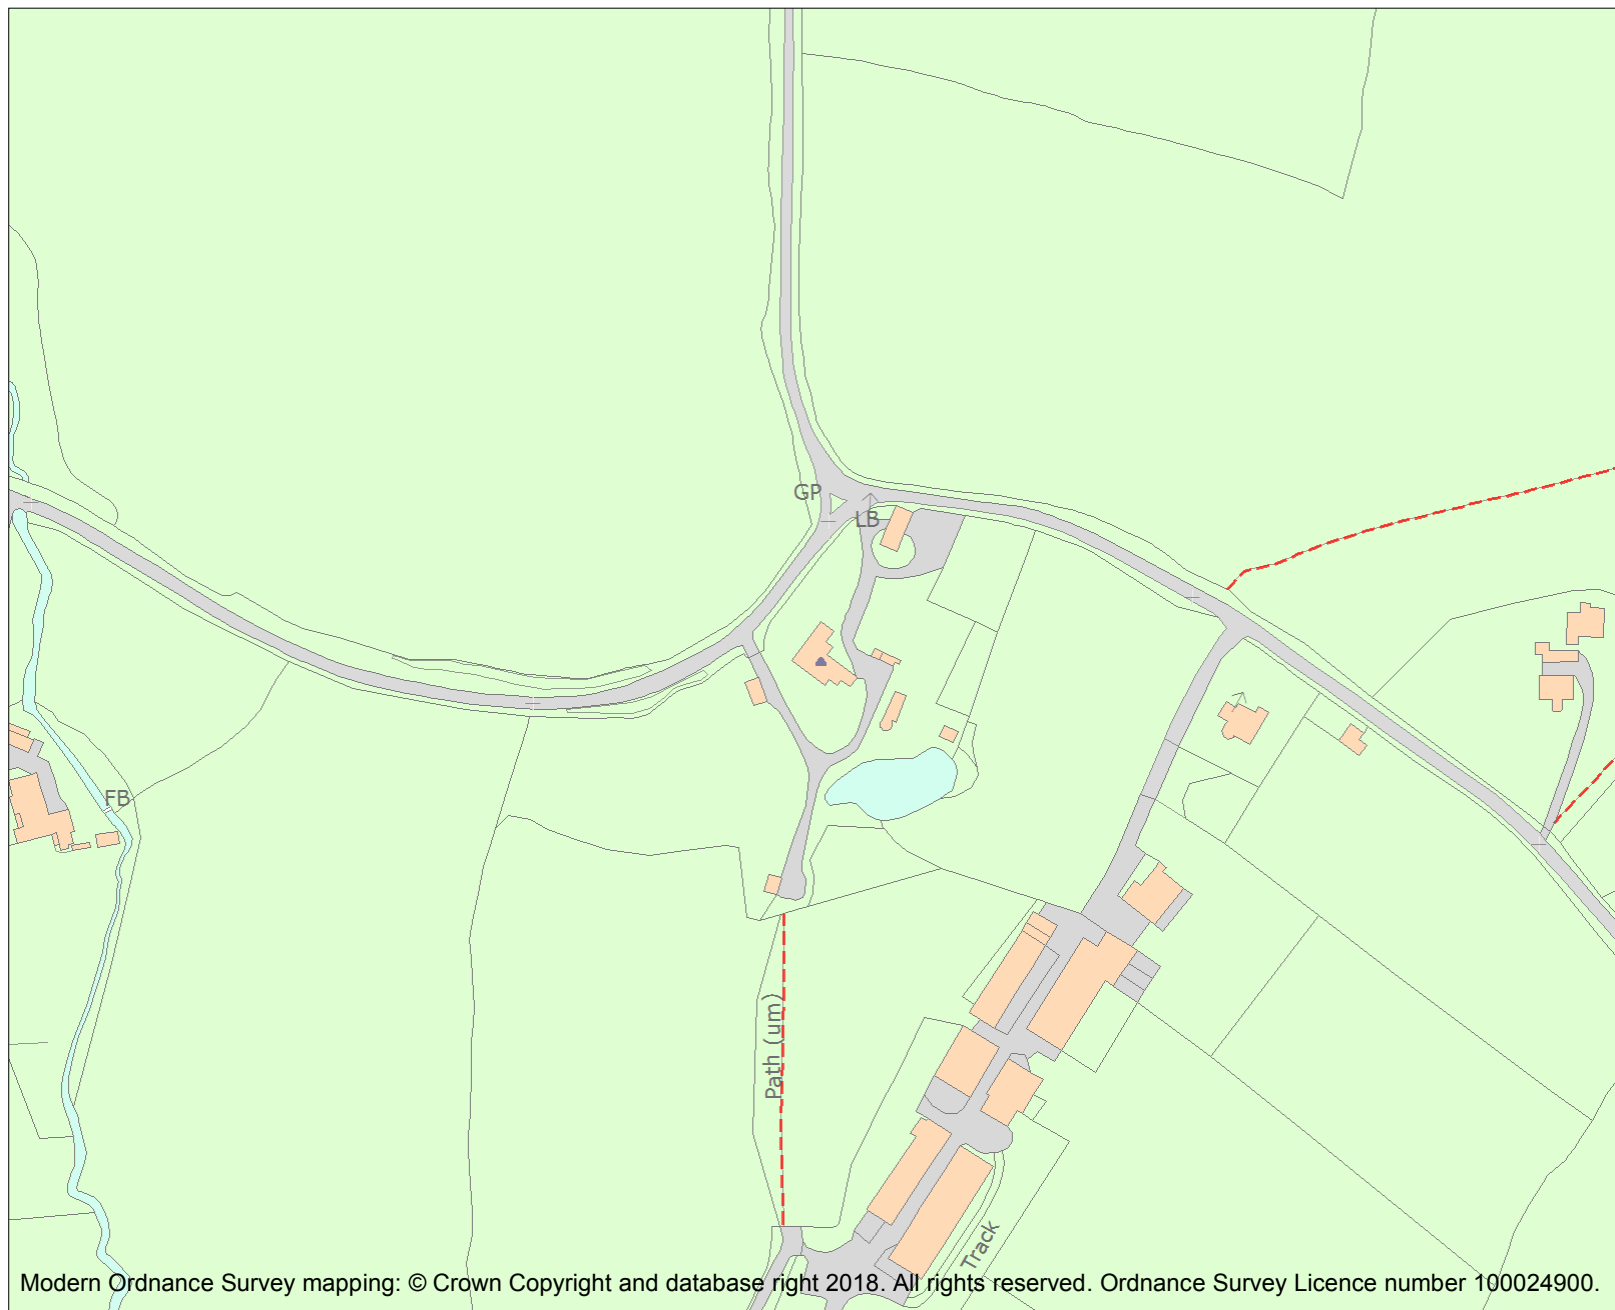 GP
LB
FB
Path (um)
Track
Modern Ordnance Survey mapping: © Crown Copyright and database right 2018. All rights reserved. Ordnance Survey Licence number 100024900.